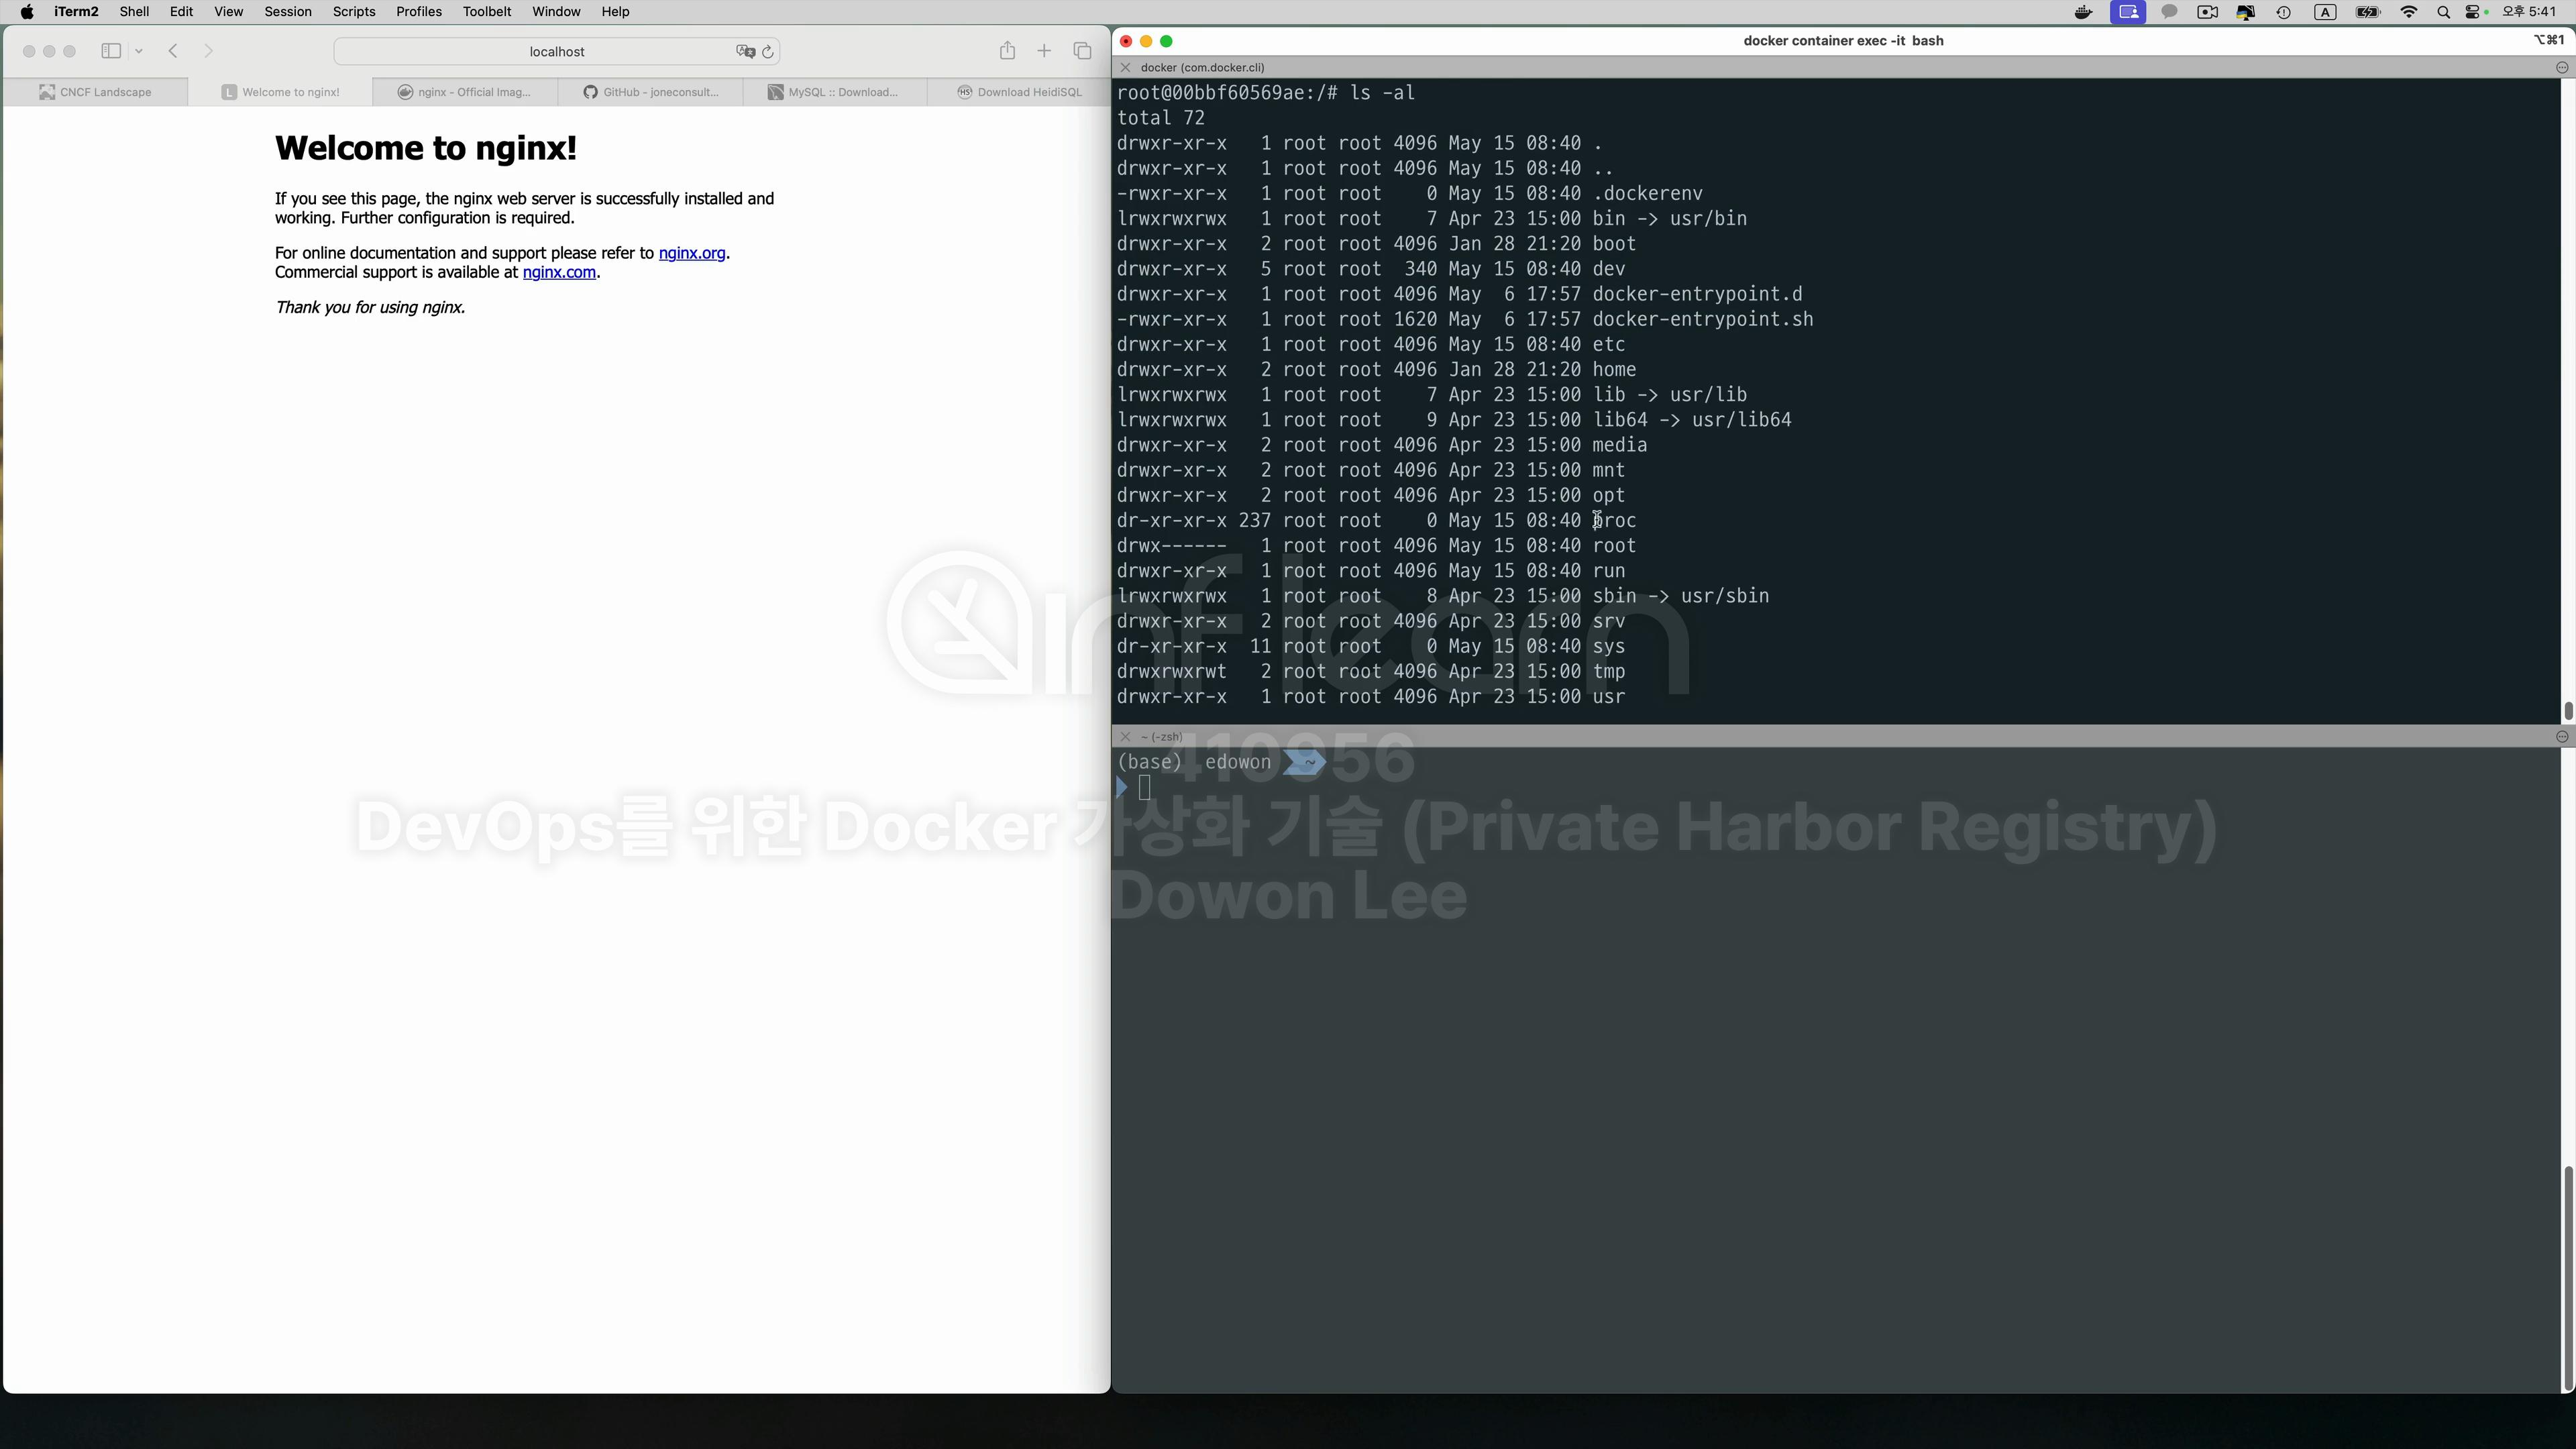 iTerm2 Shell Edit View Session Scripts Profiles Toolbelt Window Help
A
오후 5:41
localhost
CNCF Landscape
L Welcome to nginx!
nginx - Official Imag...
GitHub - joneconsult...
MySQL :: Download...
HS Download HeidiSQL
Welcome to nginx!
If you see this page, the nginx web server is successfully installed and
working. Further configuration is required.
For online documentation and support please refer to nginx.org.
Commercial support is available at nginx.com.
Thank you for using nginx.
docker container exec -it bash
⌥⌘1
docker (com.docker.cli)
root@00bbf60569ae:/# ls -al
total 72
drwxr-xr-x 1 root root 4096 May 15 08:40 .
drwxr-xr-x 1 root root 4096 May 15 08:40 ..
-rwxr-xr-x 1 root root 0 May 15 08:40 .dockerenv
lrwxrwxrwx 1 root root 7 Apr 23 15:00 bin -> usr/bin
drwxr-xr-x 2 root root 4096 Jan 28 21:20 boot
drwxr-xr-x 5 root root 340 May 15 08:40 dev
drwxr-xr-x 1 root root 4096 May 6 17:57 docker-entrypoint.d
-rwxr-xr-x 1 root root 1620 May 6 17:57 docker-entrypoint.sh
drwxr-xr-x 1 root root 4096 May 15 08:40 etc
drwxr-xr-x 2 root root 4096 Jan 28 21:20 home
lrwxrwxrwx 1 root root 7 Apr 23 15:00 lib -> usr/lib
lrwxrwxrwx 1 root root 9 Apr 23 15:00 lib64 -> usr/lib64
drwxr-xr-x 2 root root 4096 Apr 23 15:00 media
drwxr-xr-x 2 root root 4096 Apr 23 15:00 mnt
drwxr-xr-x 2 root root 4096 Apr 23 15:00 opt
dr-xr-xr-x 237 root root 0 May 15 08:40 proc
drwx------ 1 root root 4096 May 15 08:40 root
drwxr-xr-x 1 root root 4096 May 15 08:40 run
lrwxrwxrwx 1 root root 8 Apr 23 15:00 sbin -> usr/sbin
drwxr-xr-x 2 root root 4096 Apr 23 15:00 srv
dr-xr-xr-x 11 root root 0 May 15 08:40 sys
drwxrwxrwt 2 root root 4096 Apr 23 15:00 tmp
drwxr-xr-x 1 root root 4096 Apr 23 15:00 usr
inflearn
~ (-zsh)
(base) edowon ~
410956
DevOps를 위한 Docker 가상화 기술 (Private Harbor Registry)
Dowon Lee